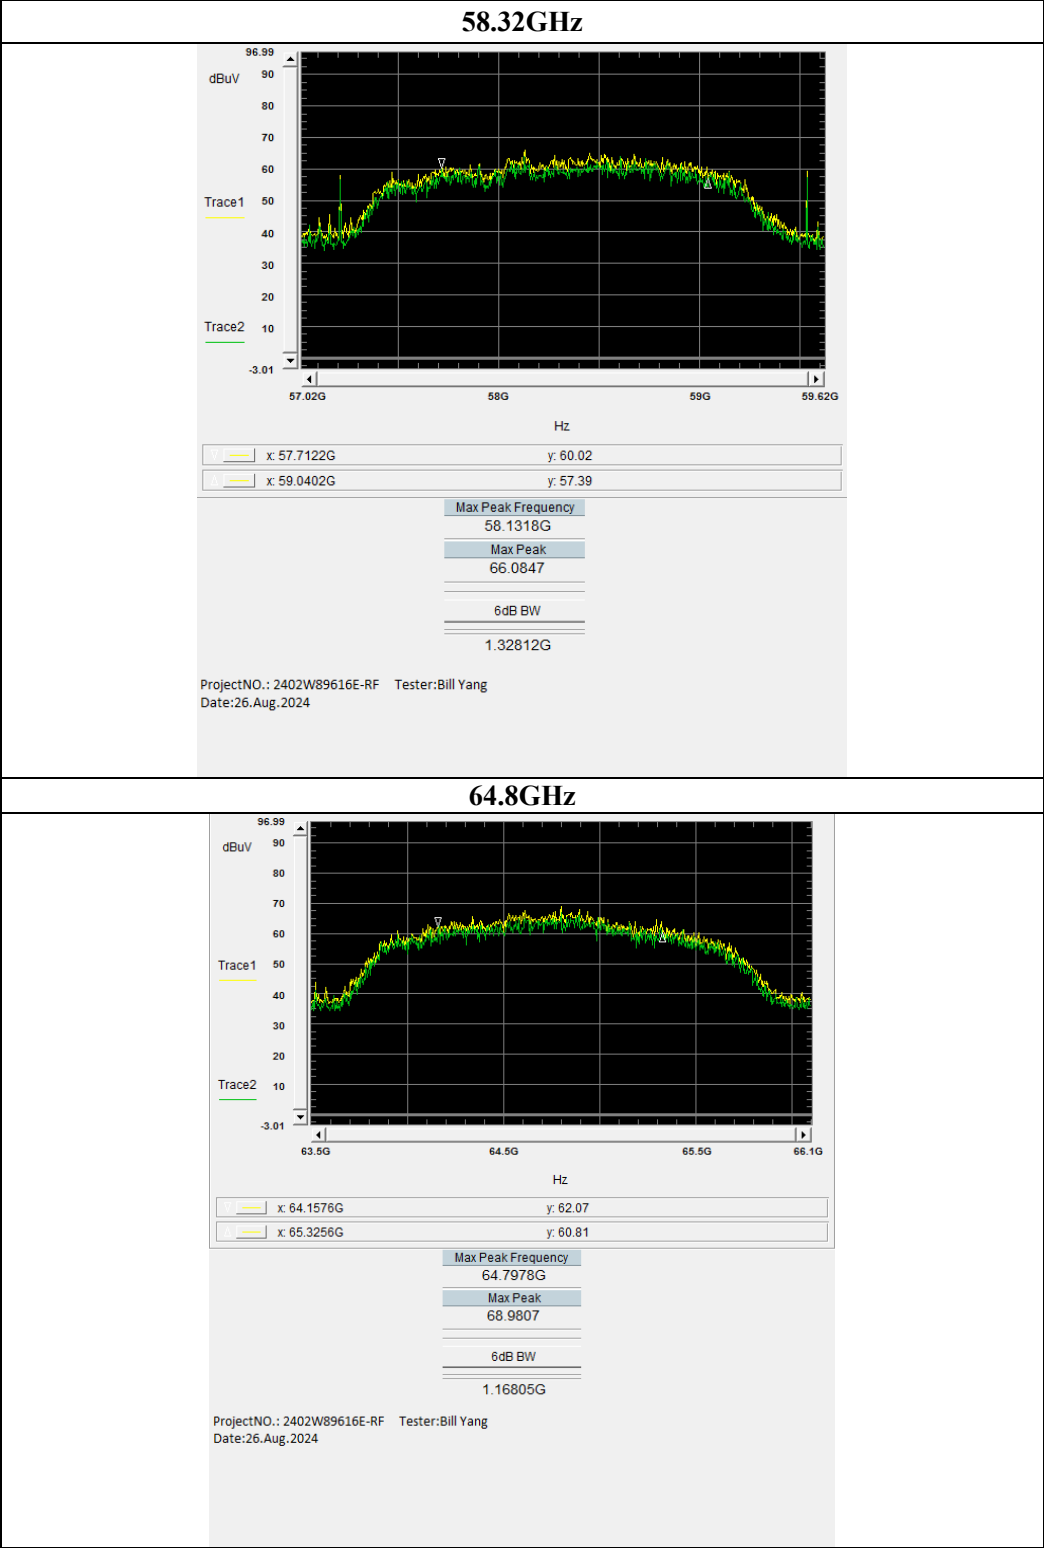 58.32GHz
96.99
dBuV
90
80
70
60
Trace1
50
40
30
20
Trace2
10
-3.01
57.02G 58G 59G 59.62G
Hz
x: 57.7122G y: 60.02
x: 59.0402G y: 57.39
Max Peak Frequency
58.1318G
Max Peak
66.0847
6dB BW
1.32812G
ProjectNO.: 2402W89616E-RF Tester:Bill Yang
Date:26.Aug.2024
64.8GHz
96.99
dBuV
90
80
70
60
Trace1
50
40
30
20
Trace2
10
-3.01
63.5G 64.5G 65.5G 66.1G
Hz
x: 64.1576G y: 62.07
x: 65.3256G y: 60.81
Max Peak Frequency
64.7978G
Max Peak
68.9807
6dB BW
1.16805G
ProjectNO.: 2402W89616E-RF Tester:Bill Yang
Date:26.Aug.2024